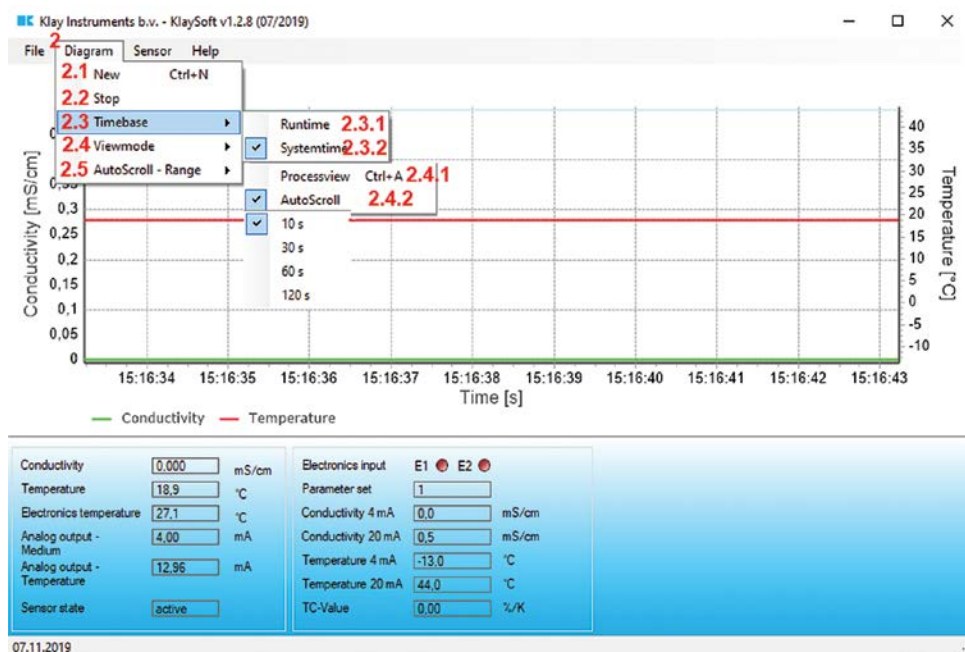 Klay Instruments b.v. - KlaySoft v1.2.8 (07/2019)
File 2 Diagram Sensor Help
2.1 New Ctrl+N
2.2 Stop
2.3 Timebase
2.4 Viewmode
2.5 AutoScroll - Range
Runtime 2.3.1
Systemtime 2.3.2
Processview Ctrl+A 2.4.1
AutoScroll 2.4.2
10 s
30 s
60 s
120 s
Conductivity [mS/cm]
0,3
0,25
0,2
0,15
0,1
0,05
0
40
35
30
25
20
15
10
5
0
-5
-10
Temperature [°C]
15:16:34 15:16:35 15:16:36 15:16:37 15:16:38 15:16:39 15:16:40 15:16:41 15:16:42 15:16:43
Time [s]
Conductivity Temperature
Conductivity 0,000 mS/cm
Temperature 18,9 °C
Electronics temperature 27,1 °C
Analog output - Medium 4,00 mA
Analog output - Temperature 12,96 mA
Sensor state active
Electronics input E1 E2
Parameter set 1
Conductivity 4 mA 0,0 mS/cm
Conductivity 20 mA 0,5 mS/cm
Temperature 4 mA -13,0 °C
Temperature 20 mA 44,0 °C
TC-Value 0,00 %/K
07.11.2019